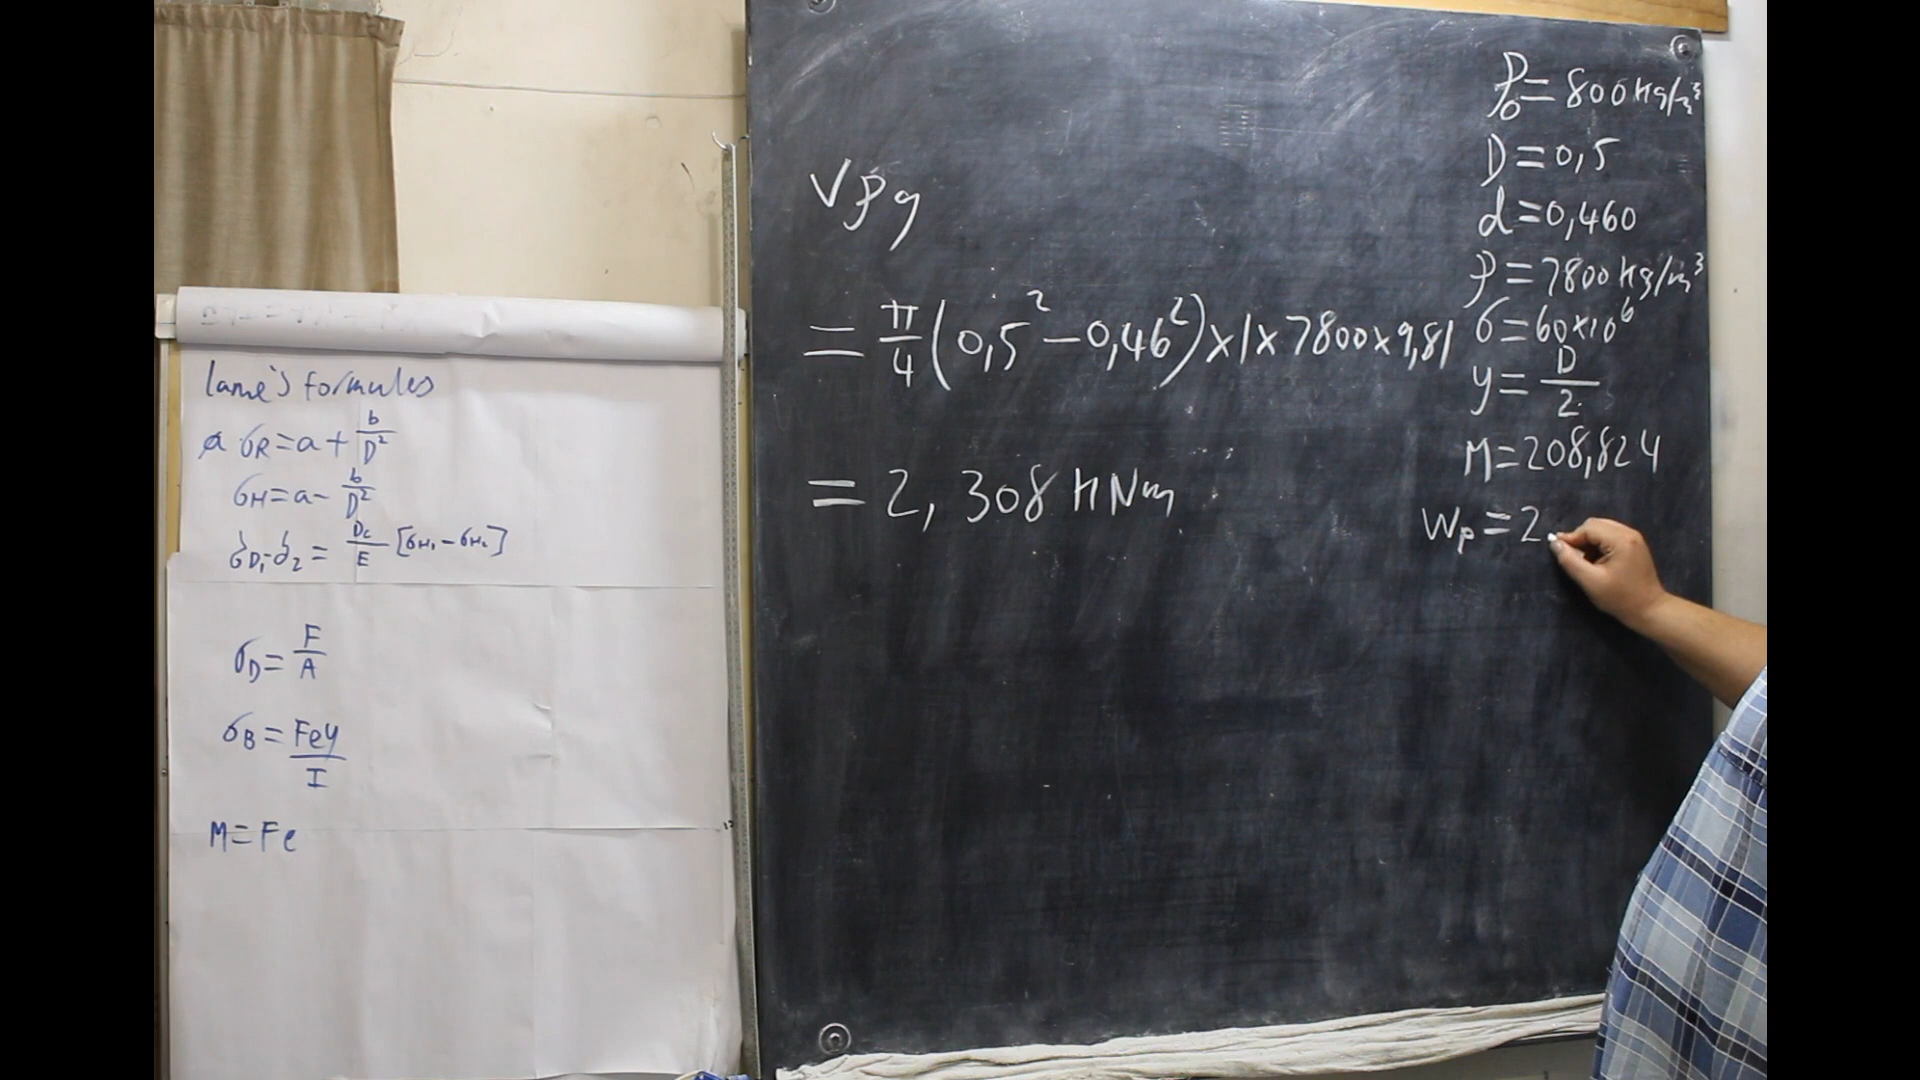 lame's formules
σR = a + b/D²
σH = a - b/D²
δD₁-δ₂ = Dc/E [σH₁ - σH₂]
σD = F/A
σB = Fey/I
M = Fe
Vρg
= π/4 (0,5² - 0,46²) × 1 × 7800 × 9,81
= 2,308 KNm
ρo = 800 Kg/m³
D = 0,5
d = 0,460
ρ = 7800 Kg/m³
σ = 60×10⁶
y = D/2
M = 208,824
Wp = 2